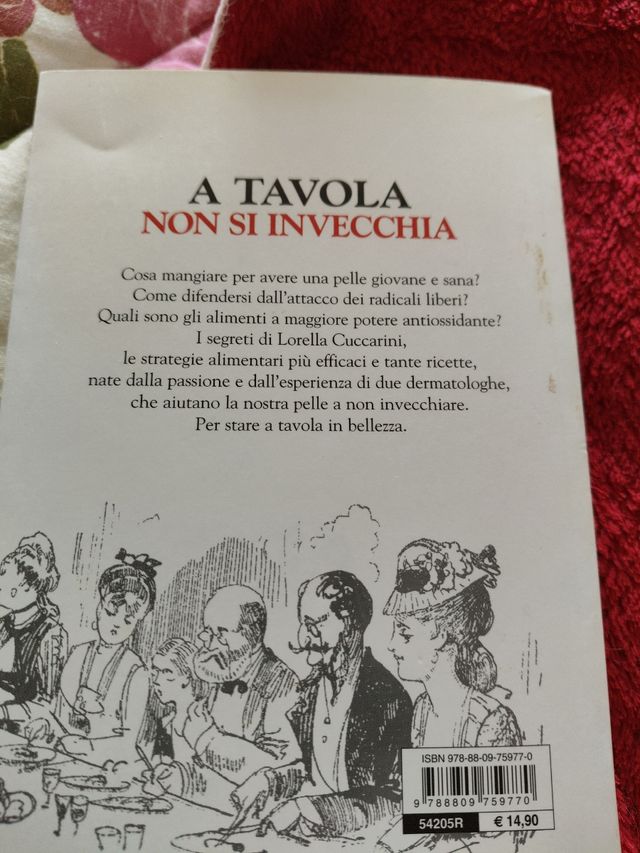 A TAVOLA
NON SI INVECCHIA
Cosa mangiare per avere una pelle giovane e sana?
Come difendersi dall'attacco dei radicali liberi?
Quali sono gli alimenti a maggiore potere antiossidante?
I segreti di Lorella Cuccarini,
le strategie alimentari più efficaci e tante ricette,
nate dalla passione e dall'esperienza di due dermatologhe,
che aiutano la nostra pelle a non invecchiare.
Per stare a tavola in bellezza.
ISBN 978-88-09-75977-0
9 788809 759770
54205R € 14,90